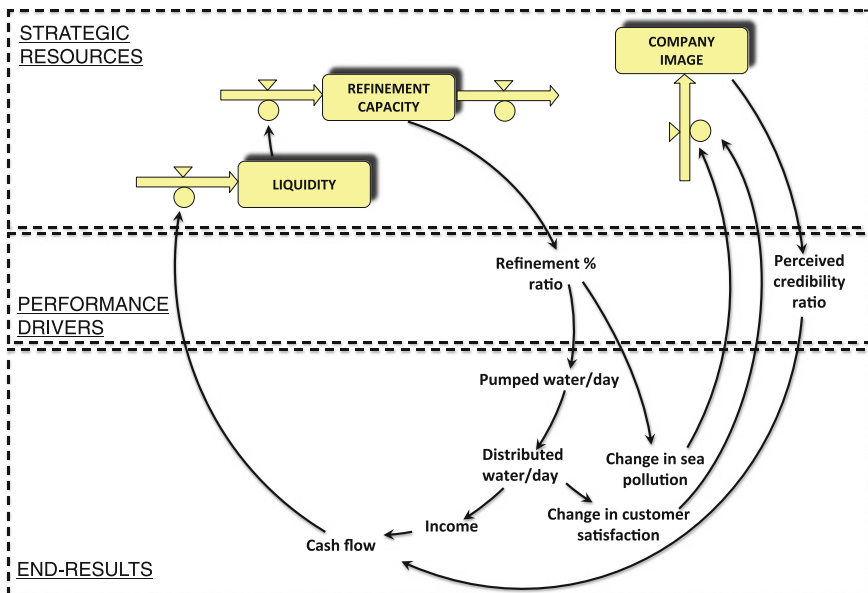 STRATEGIC
RESOURCES
COMPANY
IMAGE
REFINEMENT
CAPACITY
LIQUIDITY
PERFORMANCE
DRIVERS
Refinement %
ratio
Perceived
credibility
ratio
Pumped water/day
Distributed
water/day
Change in sea
pollution
Income
Change in customer
satisfaction
Cash flow
END-RESULTS